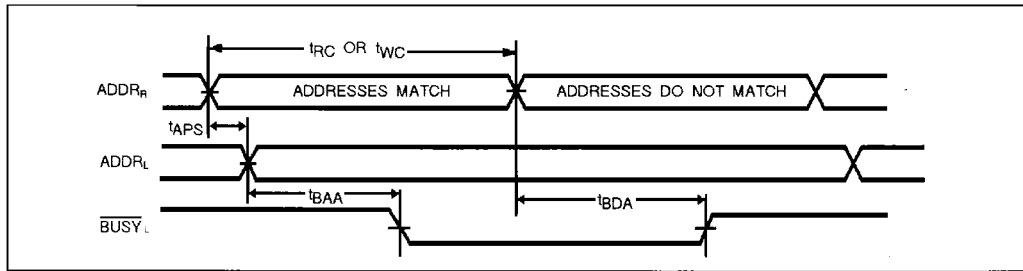 tRC OR tWC
ADDRR
ADDRESSES MATCH
ADDRESSES DO NOT MATCH
tAPS
ADDRL
tBAA
tBDA
BUSYL